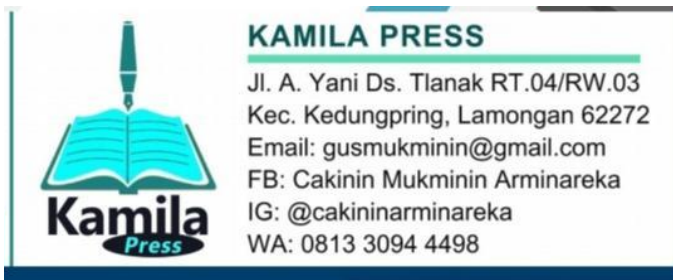 KAMILA PRESS
Jl. A. Yani Ds. Tlanak RT.04/RW.03
Kec. Kedungpring, Lamongan 62272
Email: gusmukminin@gmail.com
FB: Cakinin Mukminin Arminareka
IG: @cakininarminareka
WA: 0813 3094 4498
Kamila
Press